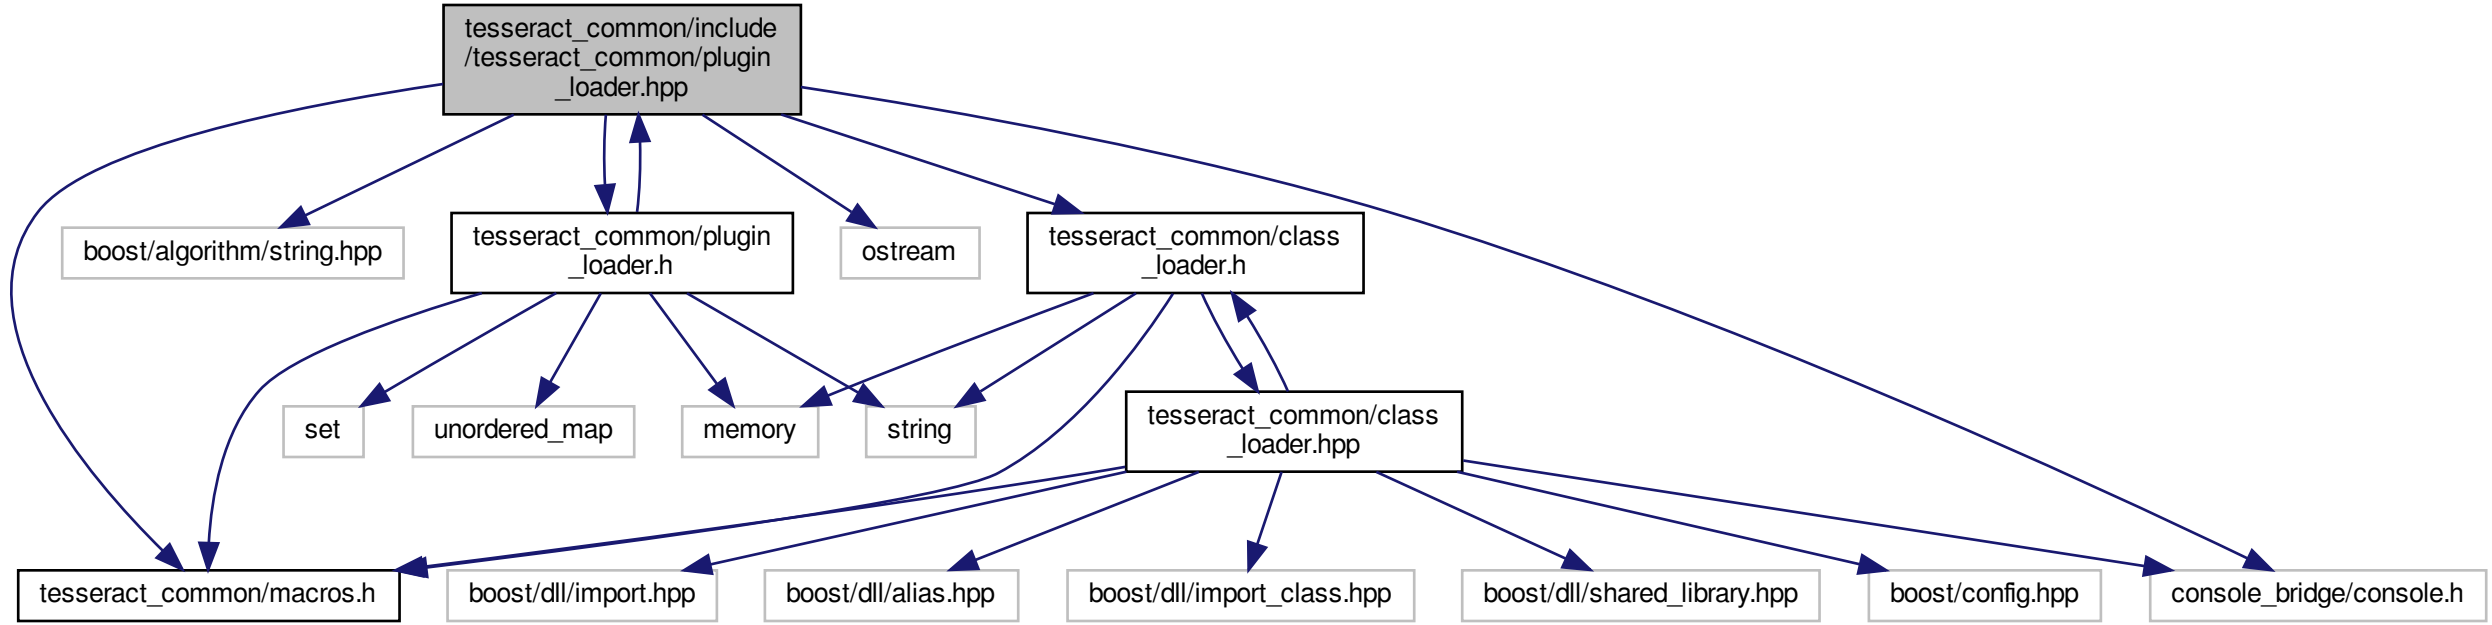 tesseract_common/include
/tesseract_common/plugin
_loader.hpp
boost/algorithm/string.hpp
tesseract_common/plugin
_loader.h
ostream
tesseract_common/class
_loader.h
set
unordered_map
memory
string
tesseract_common/class
_loader.hpp
tesseract_common/macros.h
boost/dll/import.hpp
boost/dll/alias.hpp
boost/dll/import_class.hpp
boost/dll/shared_library.hpp
boost/config.hpp
console_bridge/console.h